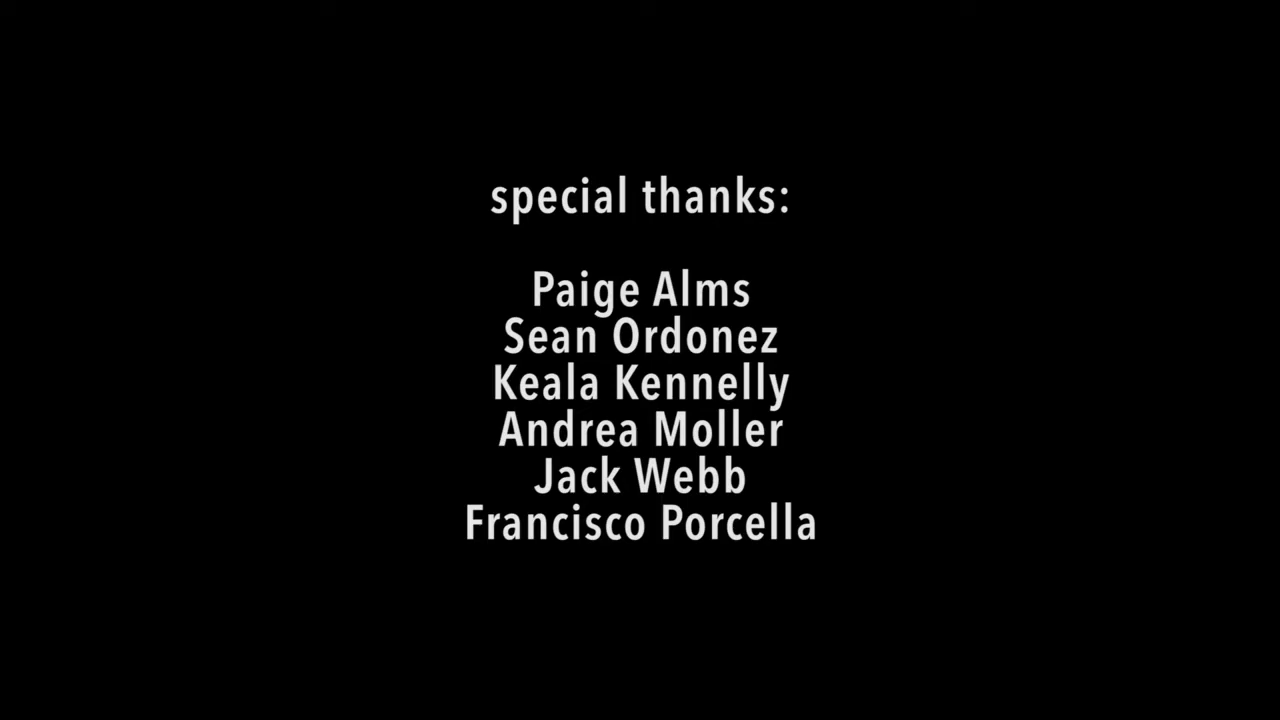 special thanks:
Paige Alms
Sean Ordonez
Keala Kennelly
Andrea Moller
Jack Webb
Francisco Porcella